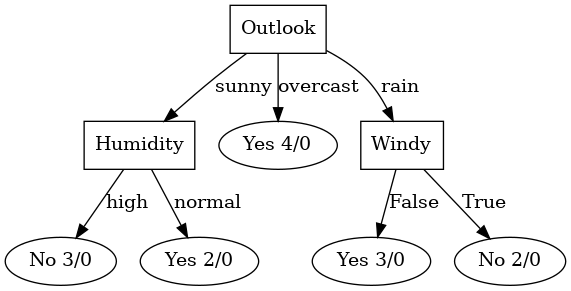 Outlook
sunny
overcast
rain
Humidity
Yes 4/0
Windy
high
normal
False
True
No 3/0
Yes 2/0
Yes 3/0
No 2/0